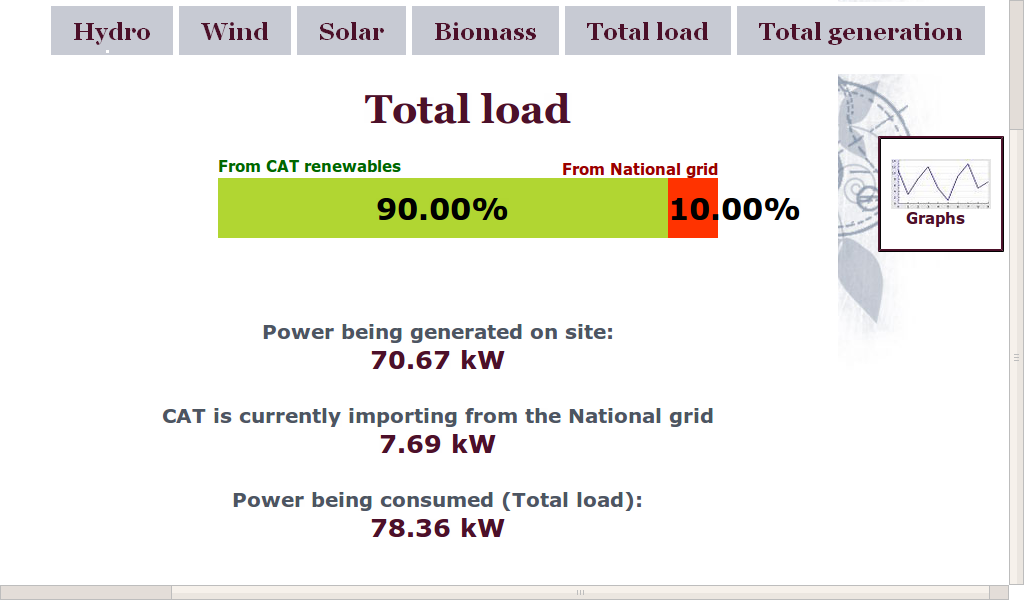 Hydro Wind Solar Biomass Total load Total generation
Total load
From CAT renewables From National grid
90.00% 10.00%
Graphs
Power being generated on site:
70.67 kW
CAT is currently importing from the National grid
7.69 kW
Power being consumed (Total load):
78.36 kW